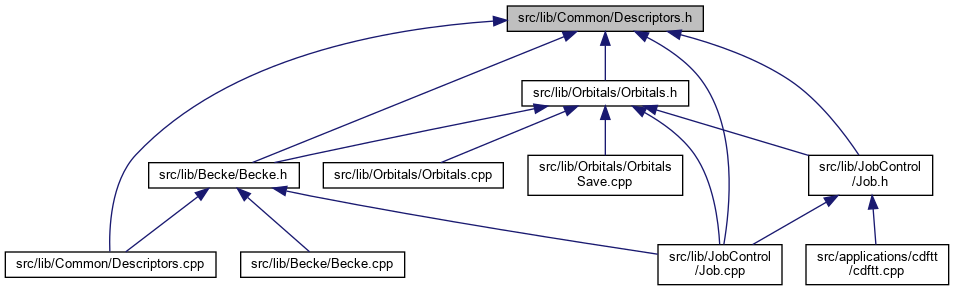 src/lib/Common/Descriptors.h
src/lib/Orbitals/Orbitals.h
src/lib/Becke/Becke.h
src/lib/Orbitals/Orbitals.cpp
src/lib/Orbitals/Orbitals
Save.cpp
src/lib/JobControl
/Job.h
src/lib/Common/Descriptors.cpp
src/lib/Becke/Becke.cpp
src/lib/JobControl
/Job.cpp
src/applications/cdftt
/cdftt.cpp